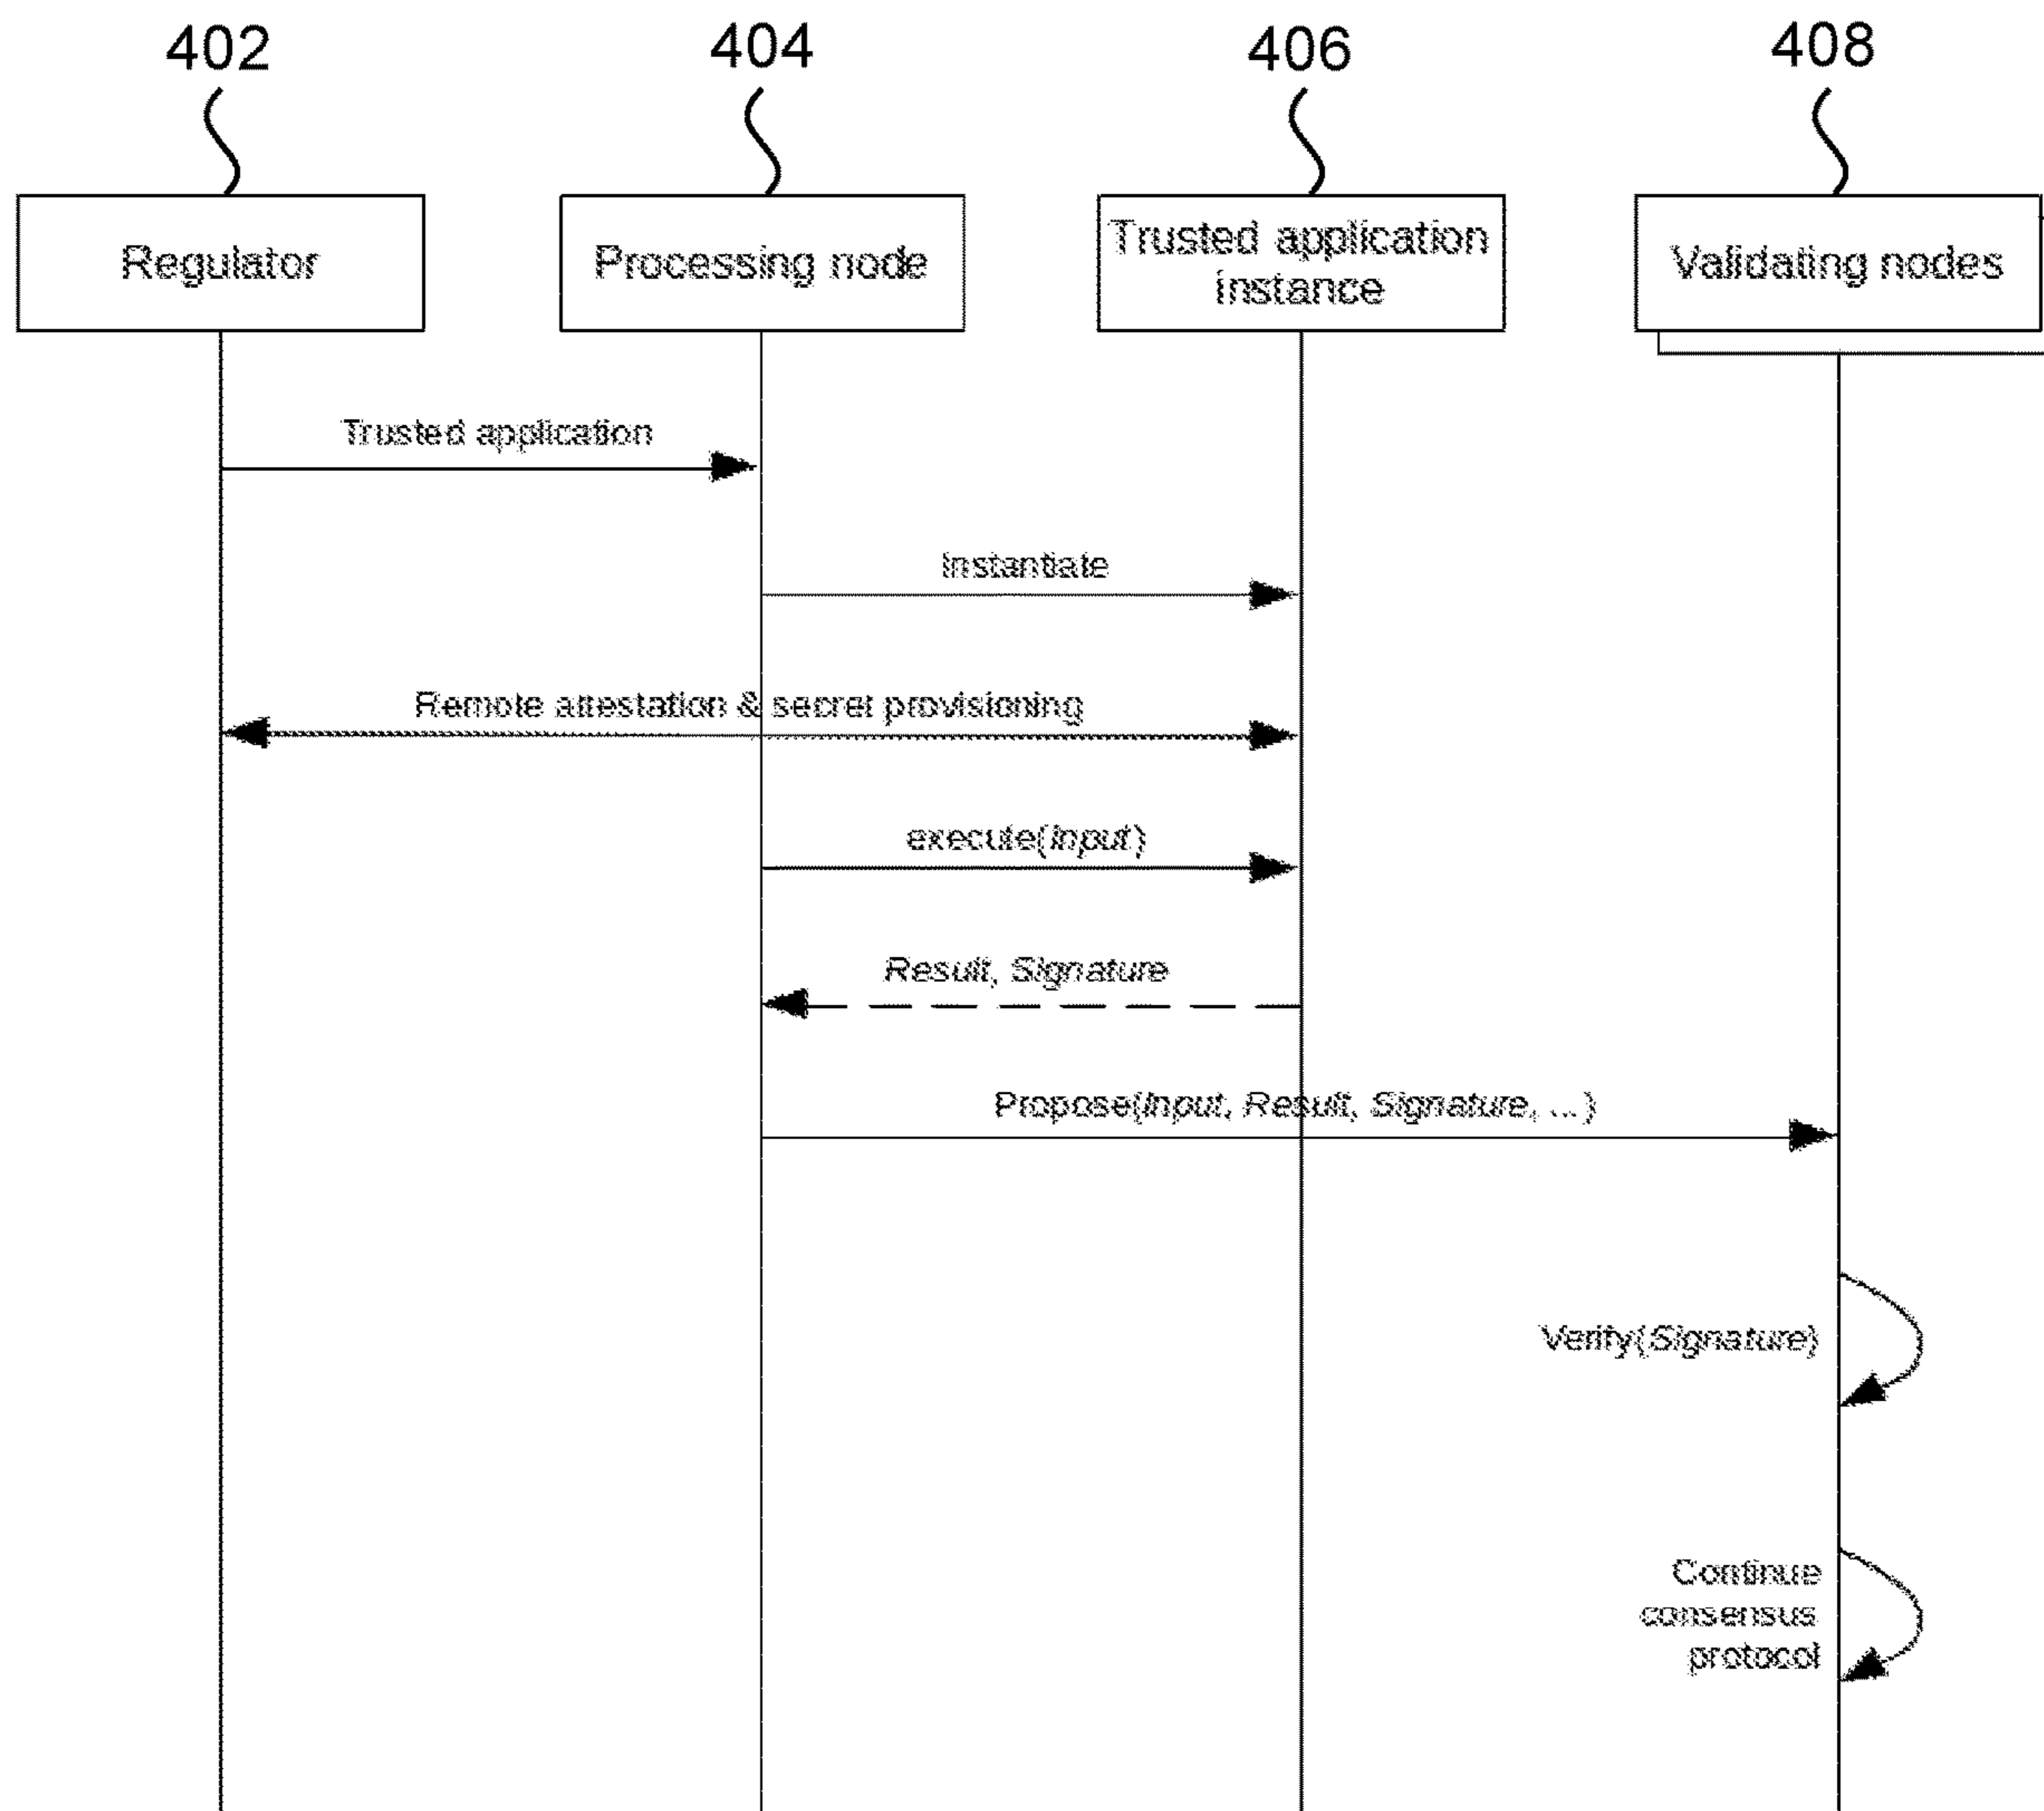 402
404
406
408
Regulator
Processing node
Trusted application
instance
Validating nodes
Trusted application
Instantiate
Remote attestation & secret provisioning
execute(Input)
Result, Signature
Propose(Input, Result, Signature, ...)
Verify(Signature)
Continue
consensus
protocol